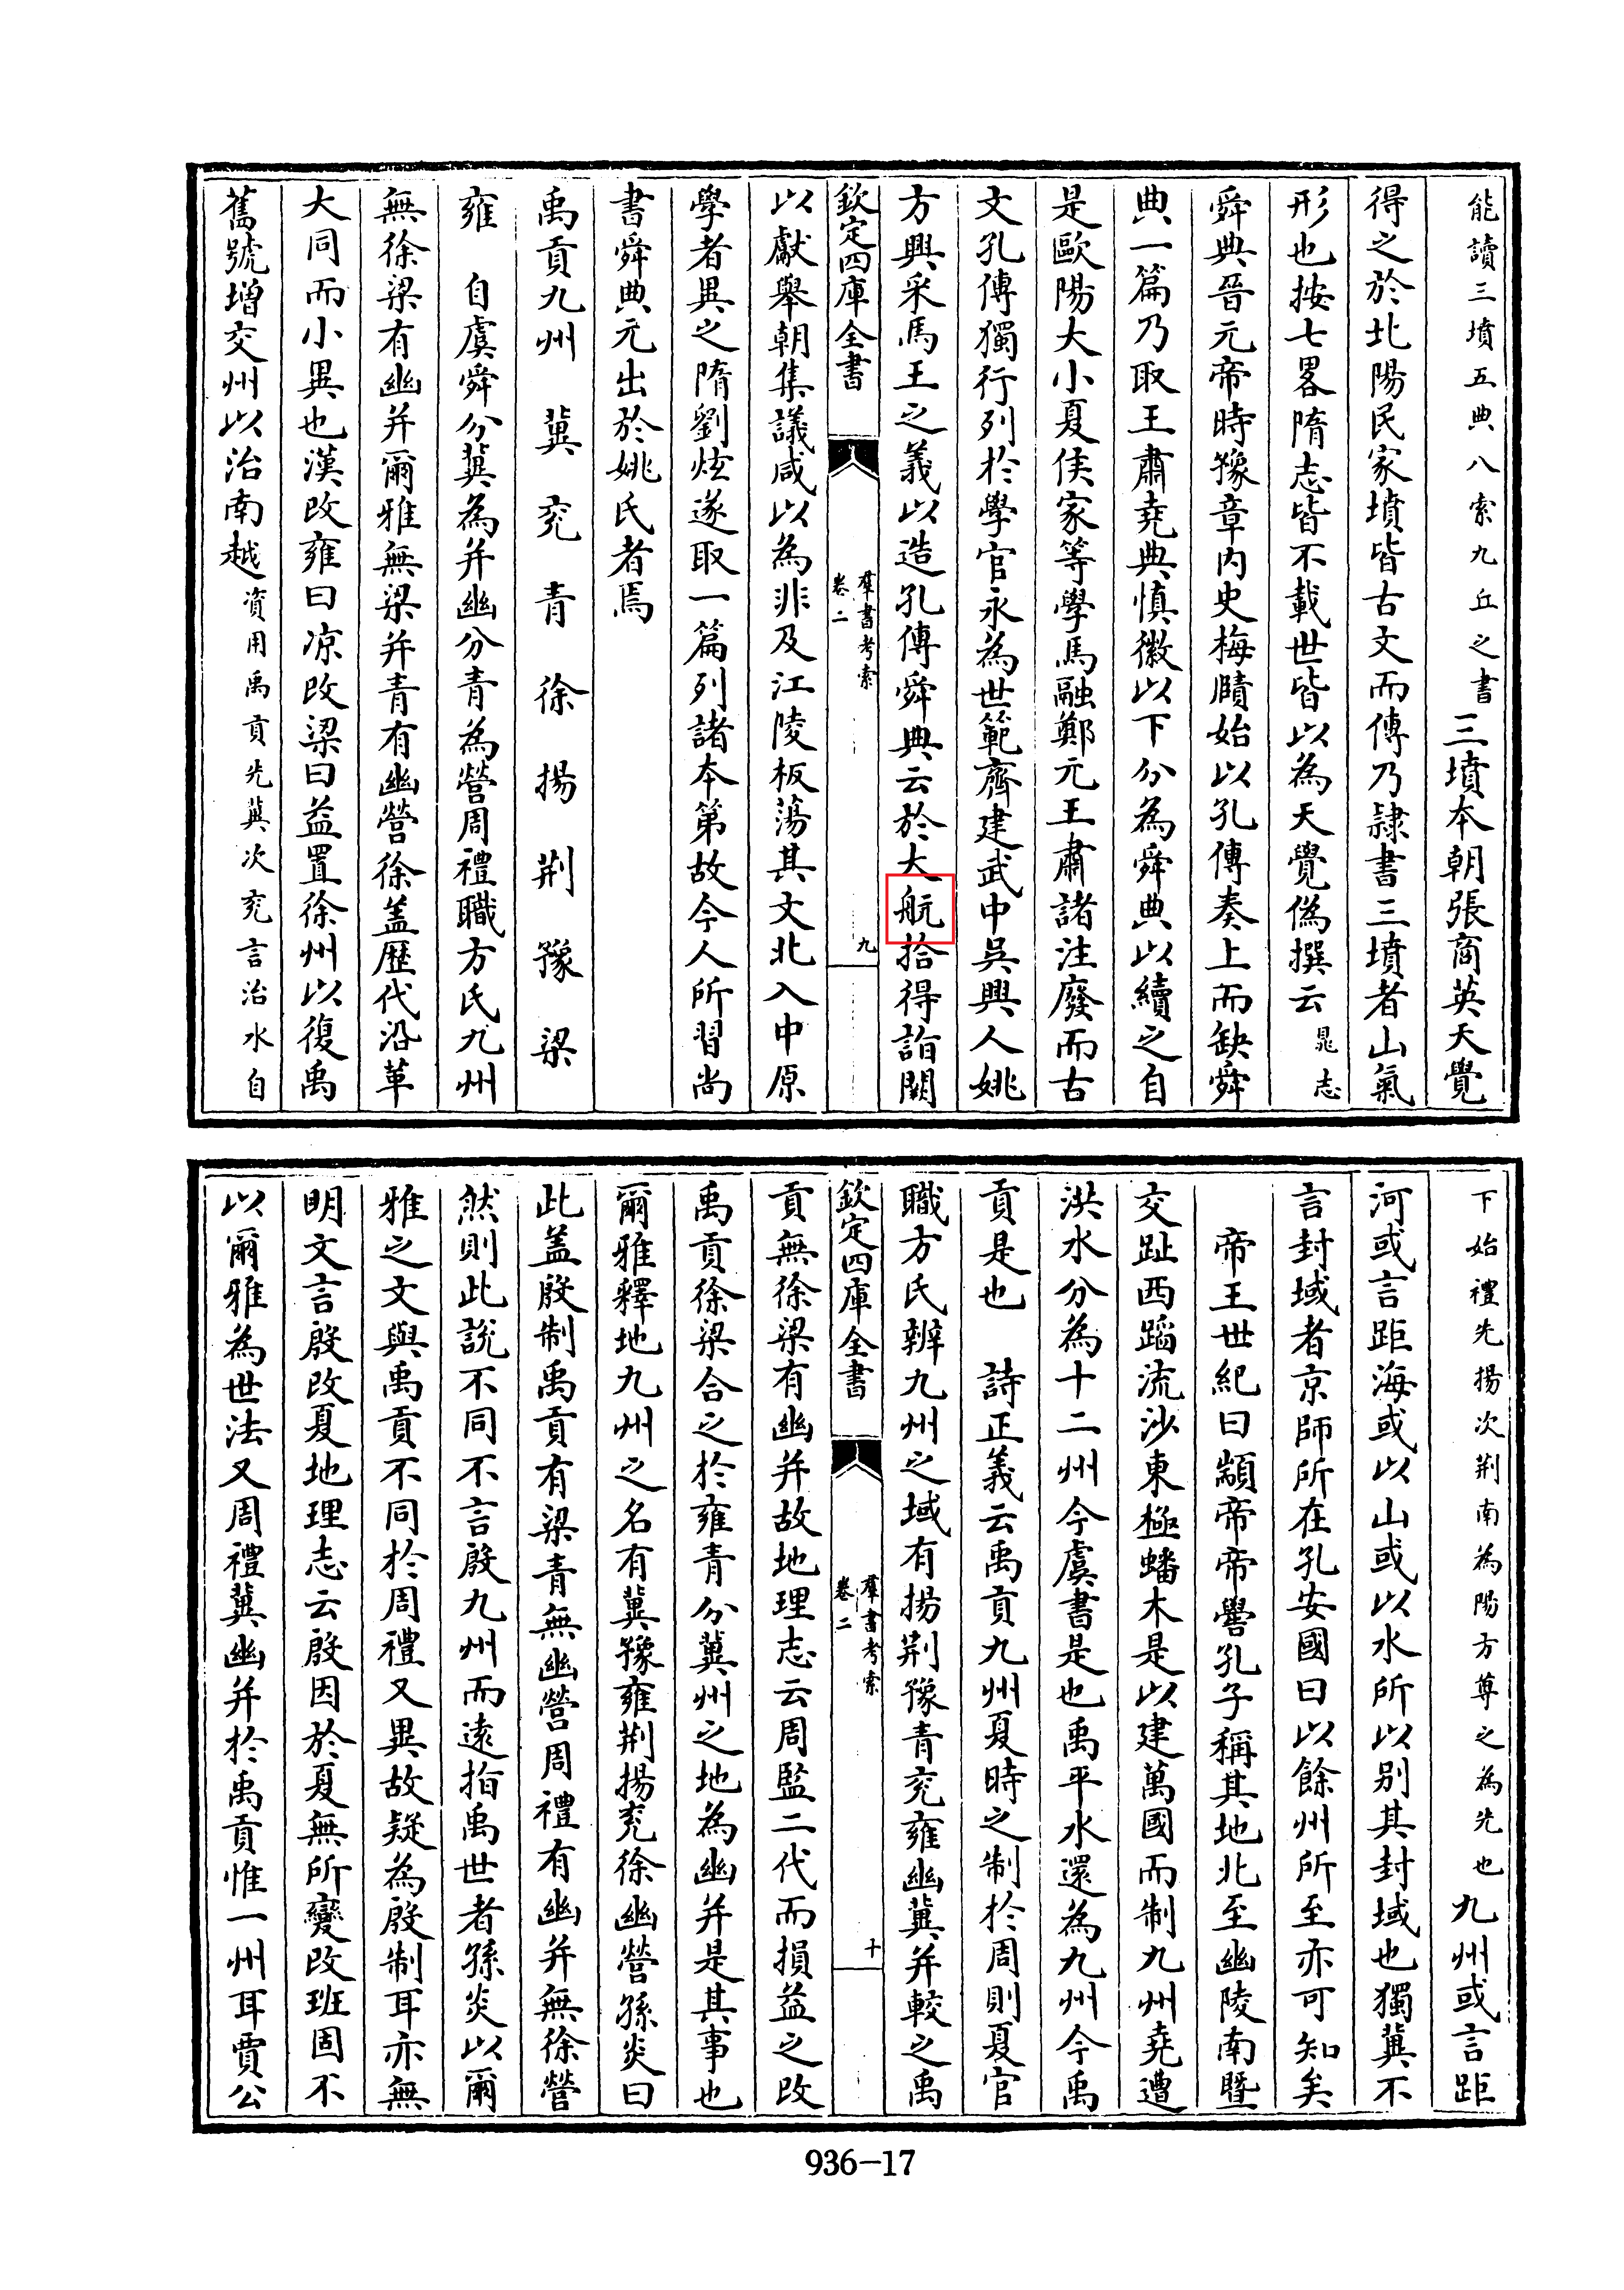 能讀三墳五典八索九丘之書三墳本朝張商英天覺
得之於北陽民家墳皆古文而傳乃隸書三墳者山氣
形也按七畧隋志皆不載世皆以為天覺偽撰云晁志
舜典晉元帝時豫章内史梅賾始以孔傳奏上而缺舜
典一篇乃取王肅堯典慎徽以下分為舜典以續之自
是歐陽大小夏侯家等學馬融鄭元王肅諸注廢而古
文孔傳獨行列於學官永為世範齊建武中吳興人姚
方興采馬王之義以造孔傳舜典云於大航拾得詣闕
欽定四庫全書
羣書考索
卷二
九
以獻舉朝集議咸以為非及江陵板蕩其文北入中原
學者異之隋劉炫遂取一篇列諸本第故今人所習尚
書舜典元出於姚氏者焉
禹貢九州 冀 兖 青 徐 揚 荆 豫 梁
雍 自虞舜分冀為并幽分青為營周禮職方氏九州
無徐梁有幽并爾雅無梁并青有幽營徐盖歴代沿革
大同而小異也漢改雍曰凉改梁曰益置徐州以復禹
舊號增交州以治南越資用禹貢先冀次兖言治水自
下始禮先揚次荆南為陽方尊之為先也九州或言距
河或言距海或以山或以水所以别其封域也獨冀不
言封域者京師所在孔安國曰以餘州所至亦可知矣
帝王世紀曰顓帝帝嚳孔子稱其地北至幽陵南暨
交趾西蹈流沙東極蟠木是以建萬國而制九州堯遭
洪水分為十二州今虞書是也禹平水還為九州今禹
貢是也 詩正義云禹貢九州夏時之制於周則夏官
職方氏辨九州之域有揚荆豫青兖雍幽冀并較之禹
欽定四庫全書
羣書考索
卷二
十
貢無徐梁有幽并故地理志云周監二代而損益之改
禹貢徐梁合之於雍青分冀州之地為幽并是其事也
爾雅釋地九州之名有冀豫雍荆揚兖徐幽營孫炎曰
此盖殷制禹貢有梁青無幽營周禮有幽并無徐營
然則此說不同不言殷九州而遠指禹世者孫炎以爾
雅之文與禹貢不同於周禮又異故疑為殷制耳亦無
明文言殷改夏地理志云殷因於夏無所變改班固不
以爾雅為世法又周禮冀幽并於禹貢惟一州耳賈公
936-17